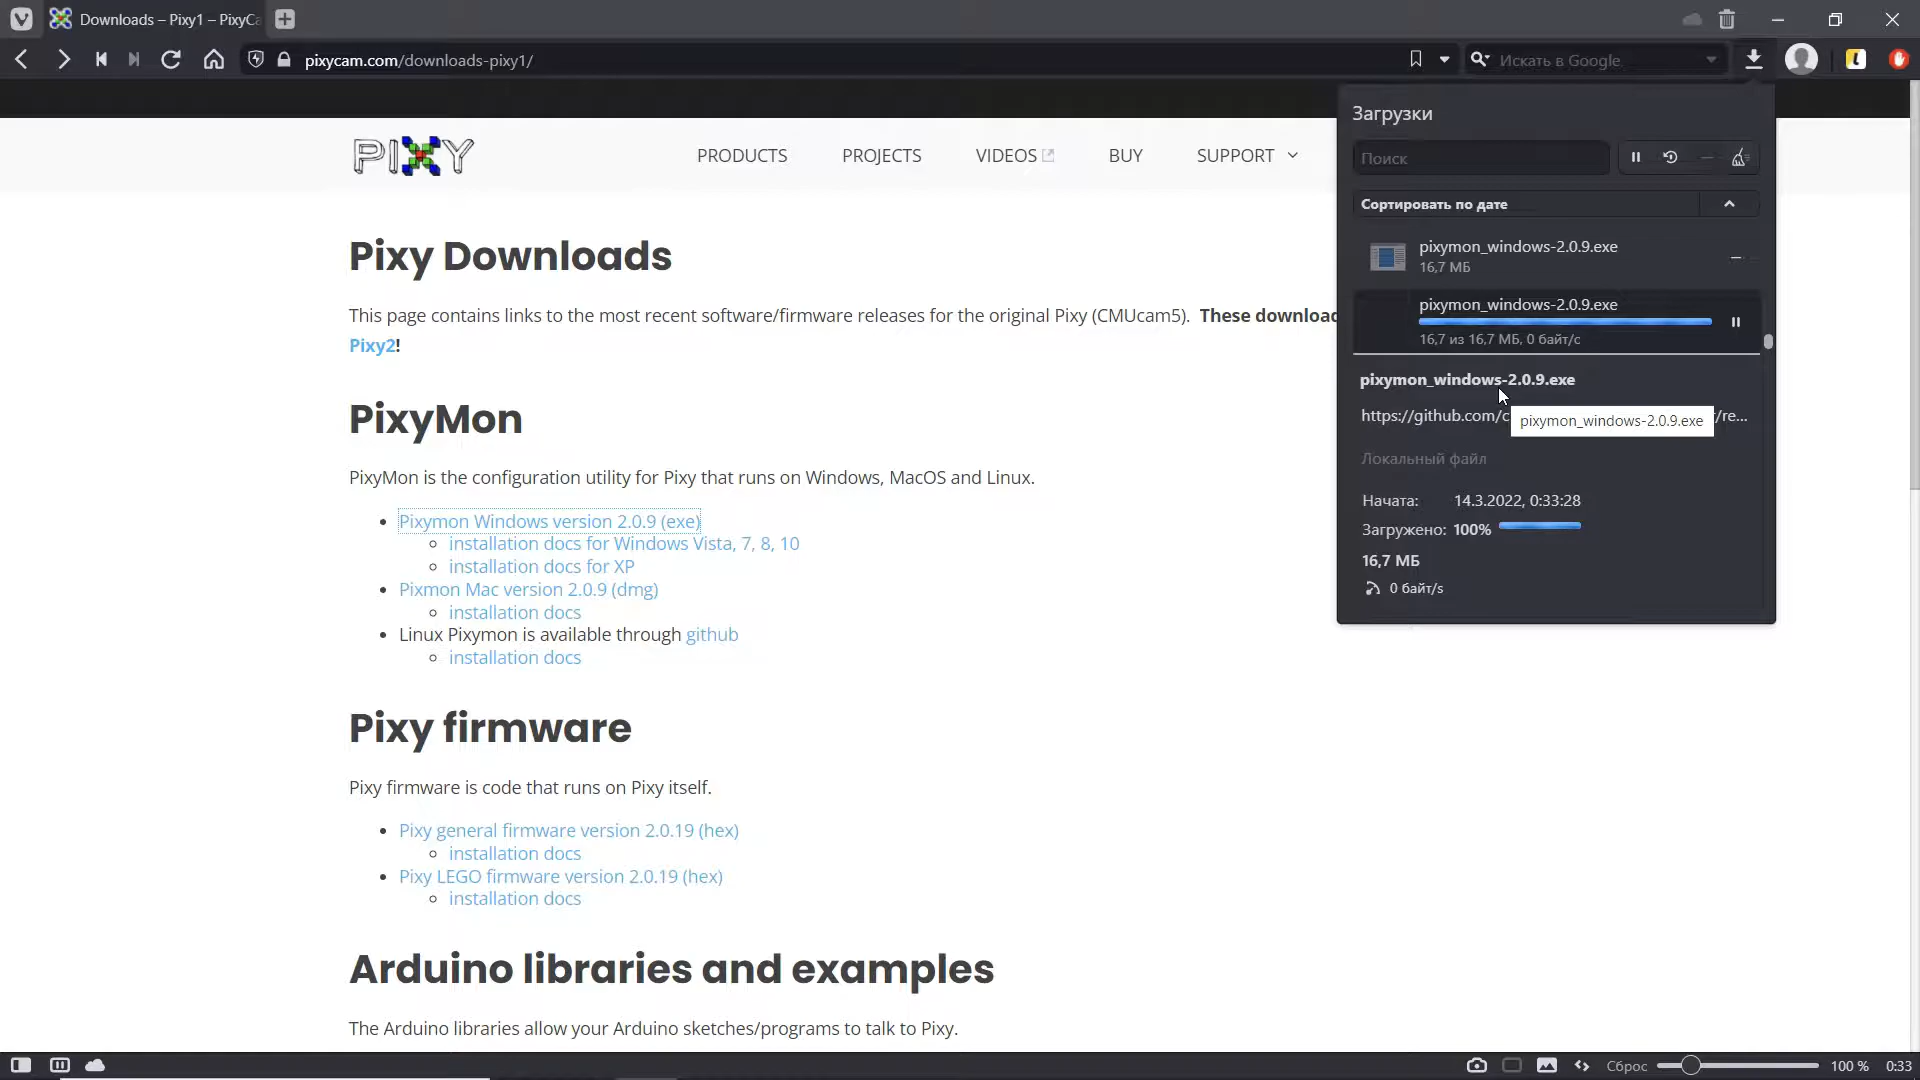 Downloads – Pixy1 – PixyCa
pixycam.com/downloads-pixy1/
Искать в Google
PIXY
PRODUCTS
PROJECTS
VIDEOS
BUY
SUPPORT
Загрузки
Поиск
Сортировать по дате
pixymon_windows-2.0.9.exe
16,7 МБ
pixymon_windows-2.0.9.exe
16,7 из 16,7 МБ, 0 байт/с
pixymon_windows-2.0.9.exe
https://github.com/c
/re...
pixymon_windows-2.0.9.exe
Локальный файл
Начата: 14.3.2022, 0:33:28
Загружено: 100%
16,7 МБ
0 байт/s
Pixy Downloads
This page contains links to the most recent software/firmware releases for the original Pixy (CMUcam5). These download
Pixy2!
PixyMon
PixyMon is the configuration utility for Pixy that runs on Windows, MacOS and Linux.
Pixymon Windows version 2.0.9 (exe)
installation docs for Windows Vista, 7, 8, 10
installation docs for XP
Pixmon Mac version 2.0.9 (dmg)
installation docs
Linux Pixymon is available through github
installation docs
Pixy firmware
Pixy firmware is code that runs on Pixy itself.
Pixy general firmware version 2.0.19 (hex)
installation docs
Pixy LEGO firmware version 2.0.19 (hex)
installation docs
Arduino libraries and examples
The Arduino libraries allow your Arduino sketches/programs to talk to Pixy.
Сброс
100 %
0:33